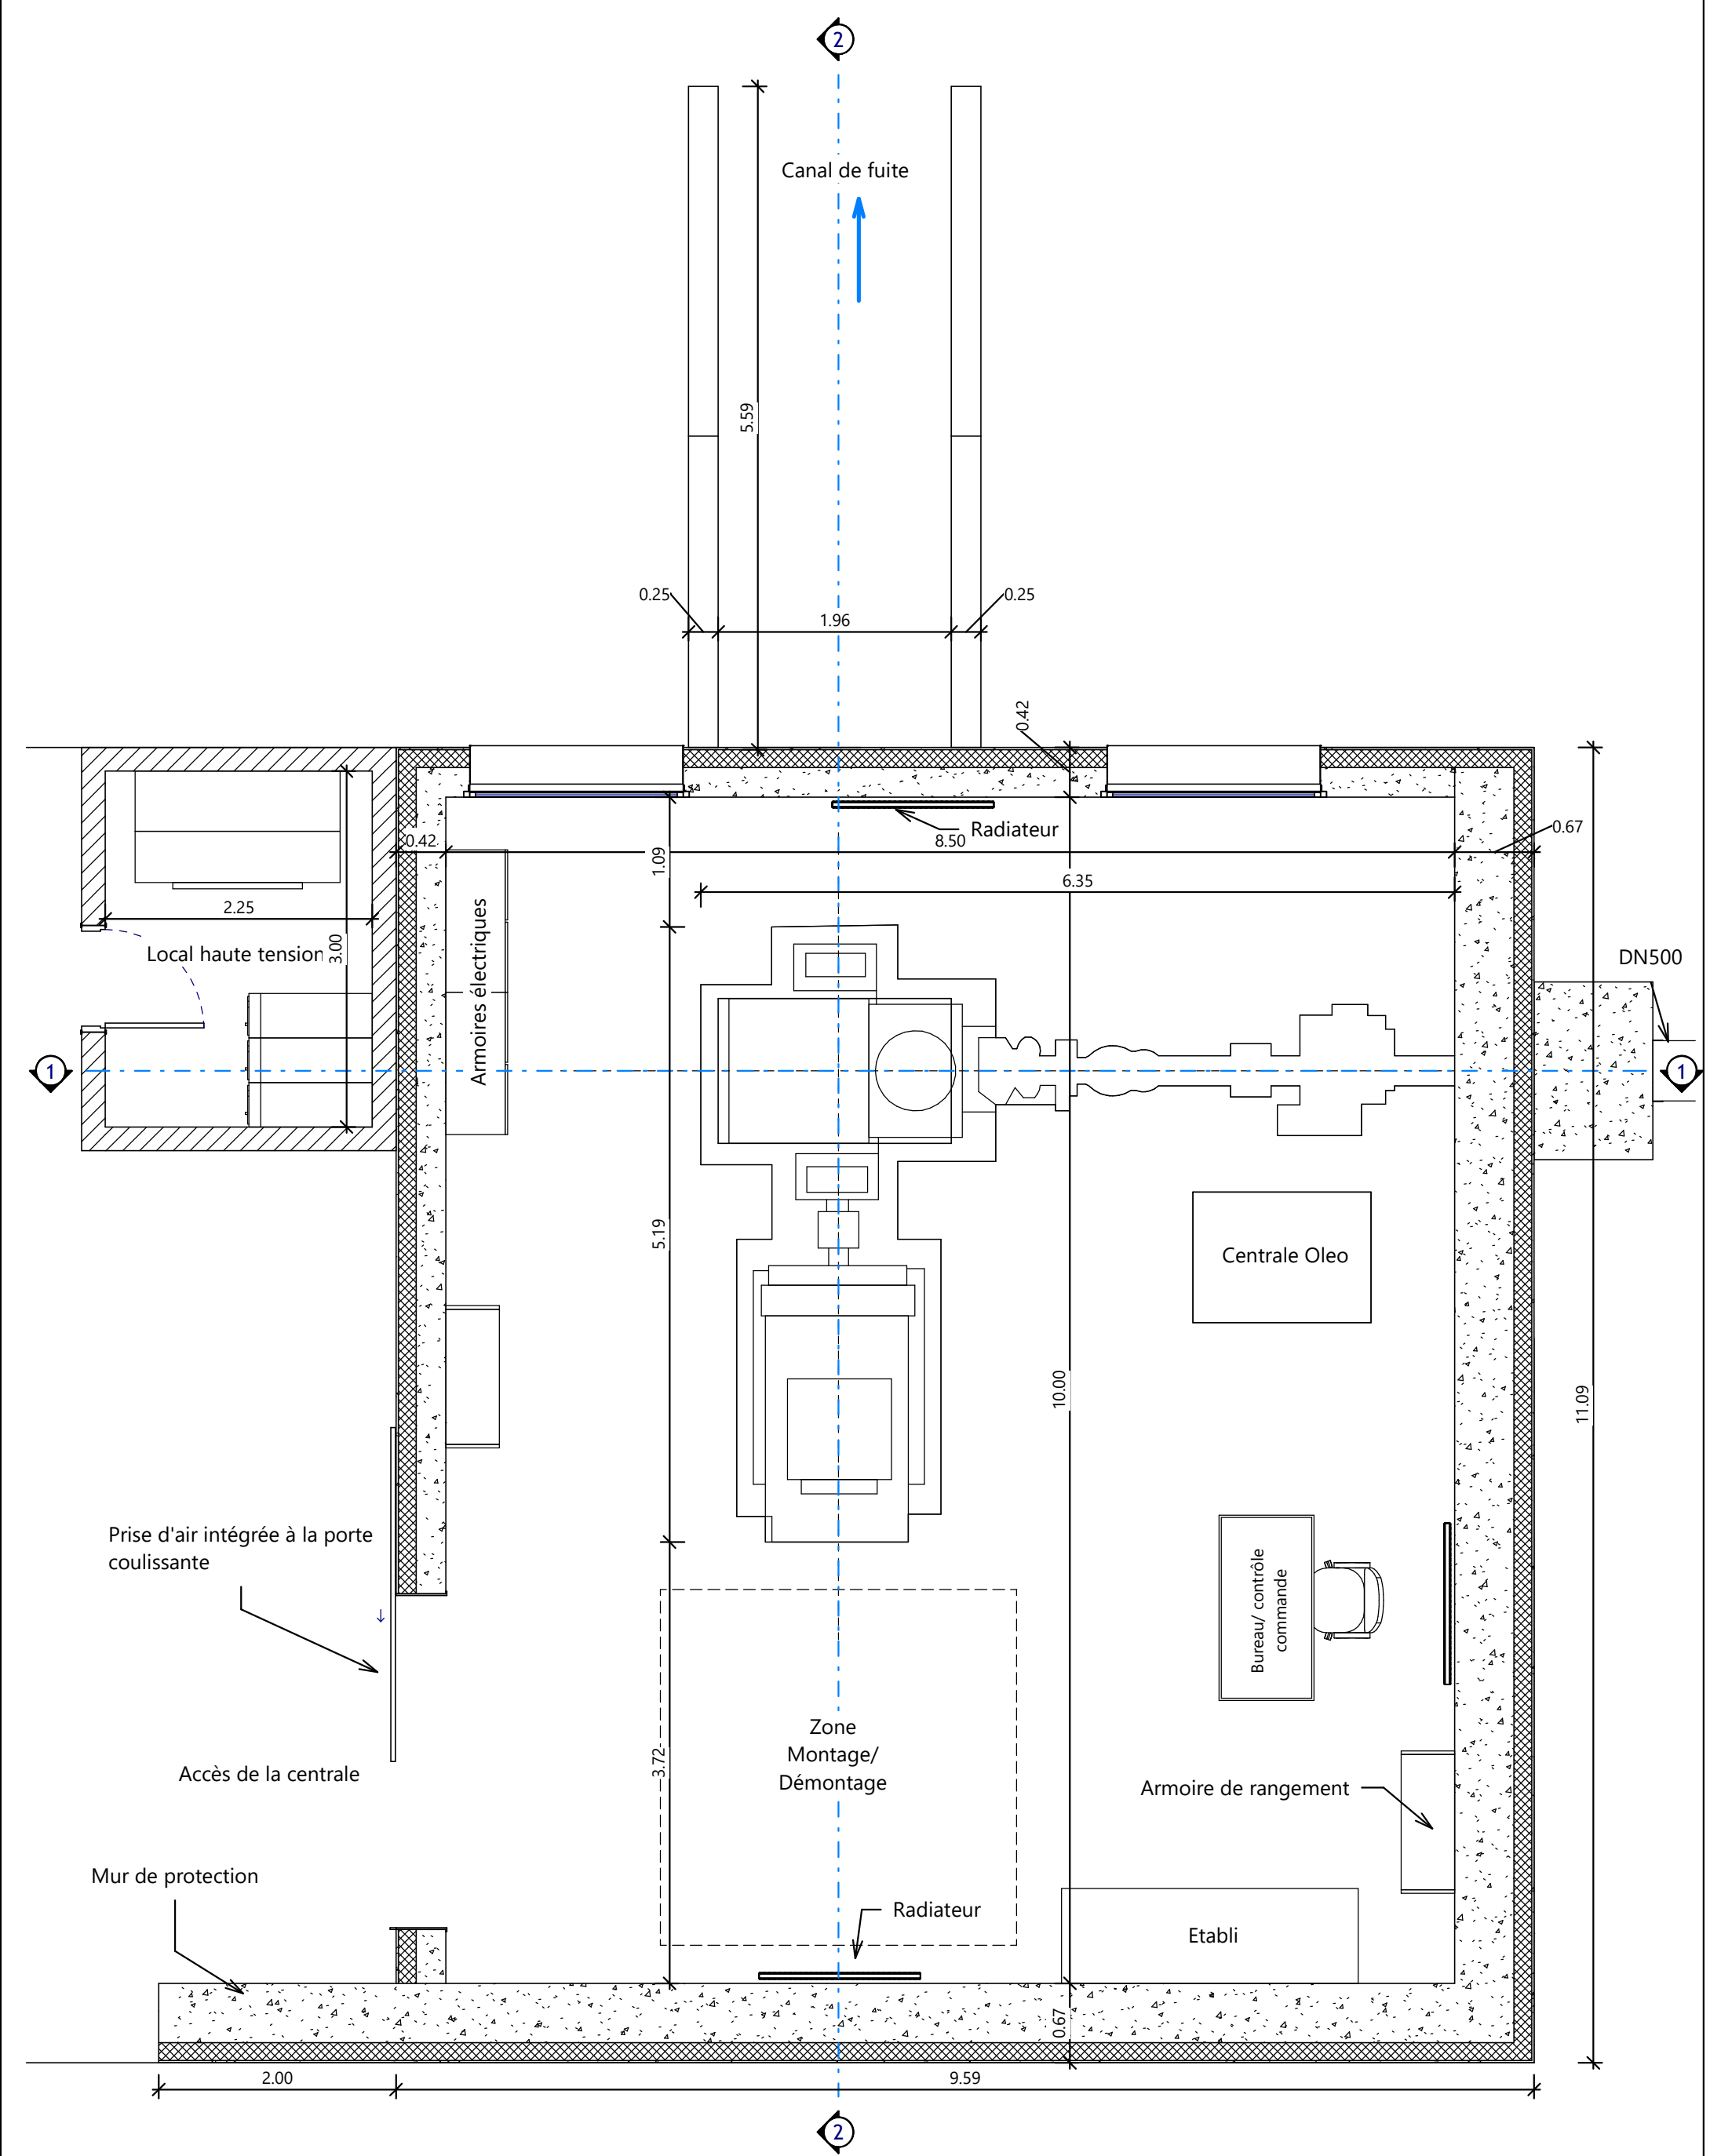 2
Canal de fuite
5.59
0.25
1.96
0.25
0.42
Radiateur
0.42
8.50
0.67
1.09
6.35
2.25
Local haute tension
3.00
Armoires électriques
DN500
1
1
5.19
Centrale Oleo
10.00
11.09
Prise d'air intégrée à la porte
coulissante
Bureau/ contrôle
commande
Zone
Montage/
Démontage
3.72
Accès de la centrale
Armoire de rangement
Mur de protection
Radiateur
Etabli
0.67
2.00
9.59
2